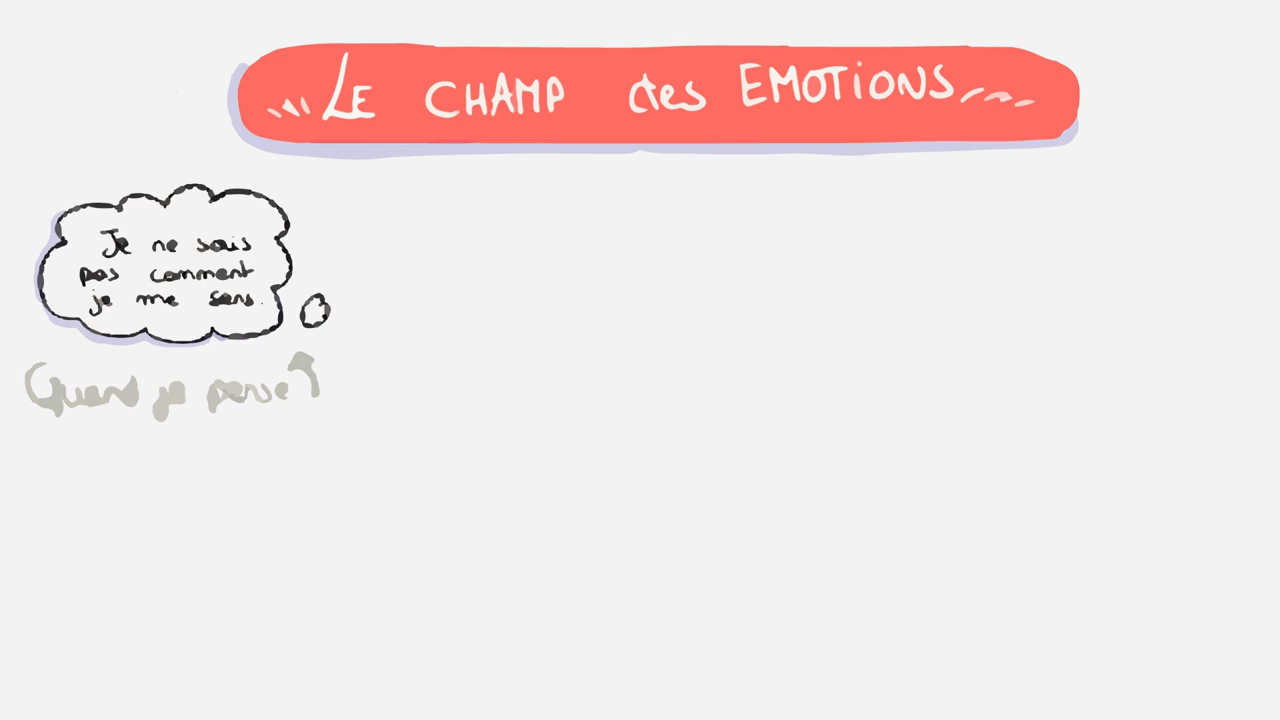 LE CHAMP des EMOTIONS
Je ne sais
pas comment
je me sens.
Quand je pense